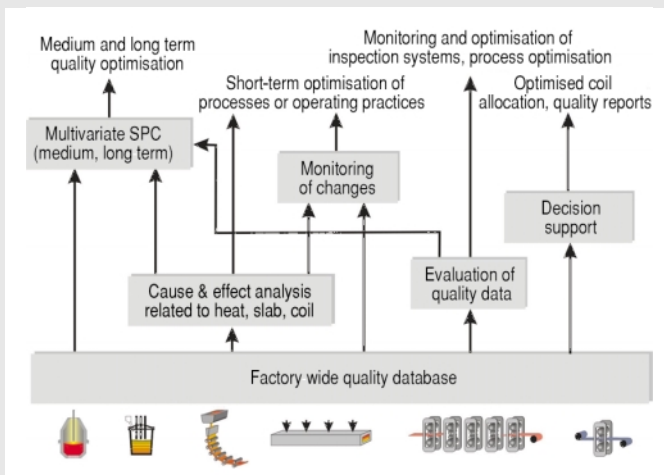 Medium and long term
quality optimisation
Monitoring and optimisation of
inspection systems, process optimisation
Short-term optimisation of
processes or operating practices
Optimised coil
allocation, quality reports
Multivariate SPC
(medium, long term)
Monitoring
of changes
Decision
support
Cause & effect analysis
related to heat, slab, coil
Evaluation of
quality data
Factory wide quality database